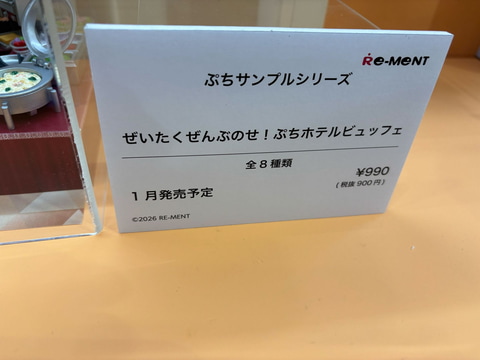 Re-MENT
ぷちサンプルシリーズ
ぜいたくぜんぶのせ！ぷちホテルビュッフェ
全8種類
¥990
(税抜900円)
1月発売予定
©2026 RE-MENT